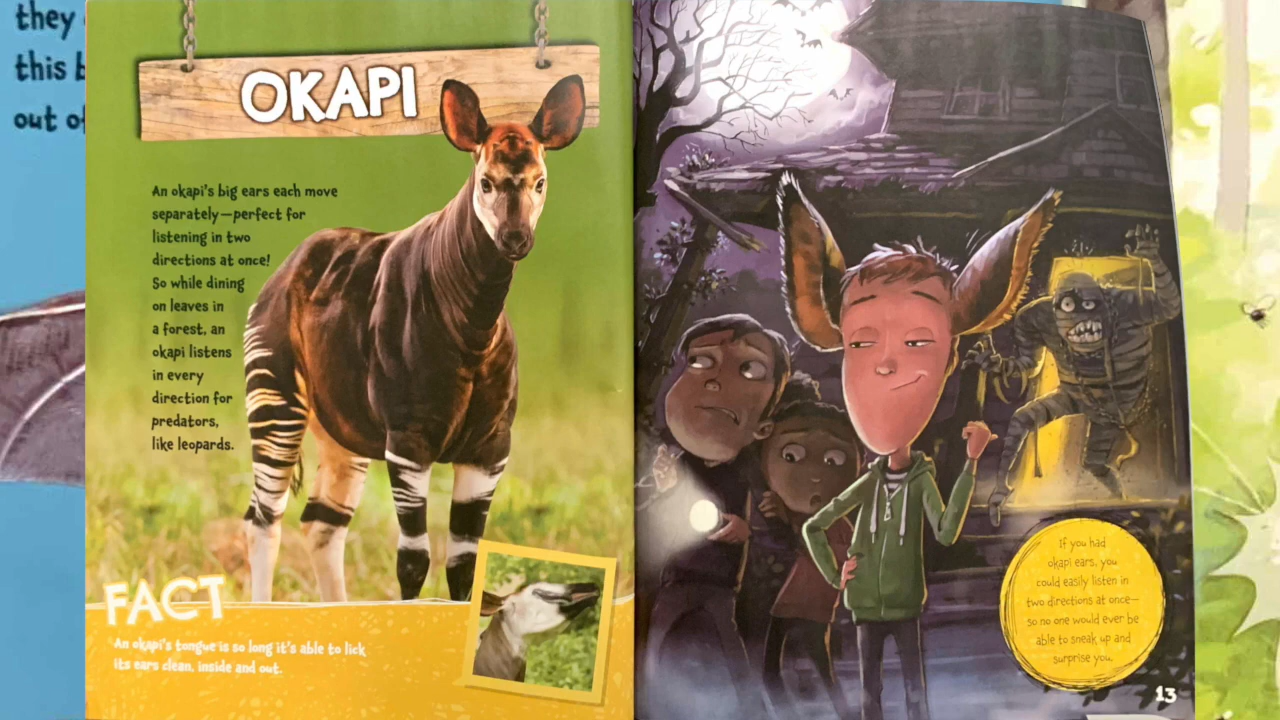 they
this b
out of
OKAPI
An okapi's big ears each move
separately—perfect for
listening in two
directions at once!
So while dining
on leaves in
a forest, an
okapi listens
in every
direction for
predators,
like leopards.
FACT
An okapi's tongue is so long it's able to lick
its ears clean, inside and out.
If you had
okapi ears, you
could easily listen in
two directions at once—
so no one would ever be
able to sneak up and
surprise you.
13